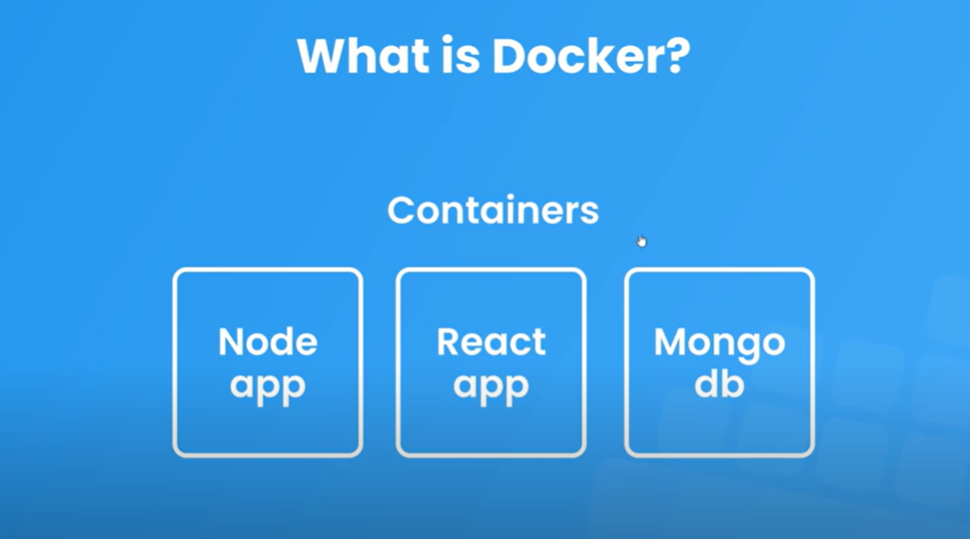 What is Docker?
Containers
Node
app
React
app
Mongo
db